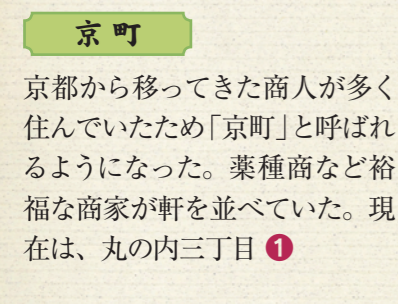 京町
京都から移ってきた商人が多く
住んでいたため「京町」と呼ばれ
るようになった。薬種商など裕
福な商家が軒を並べていた。現
在は、丸の内三丁目 ❶